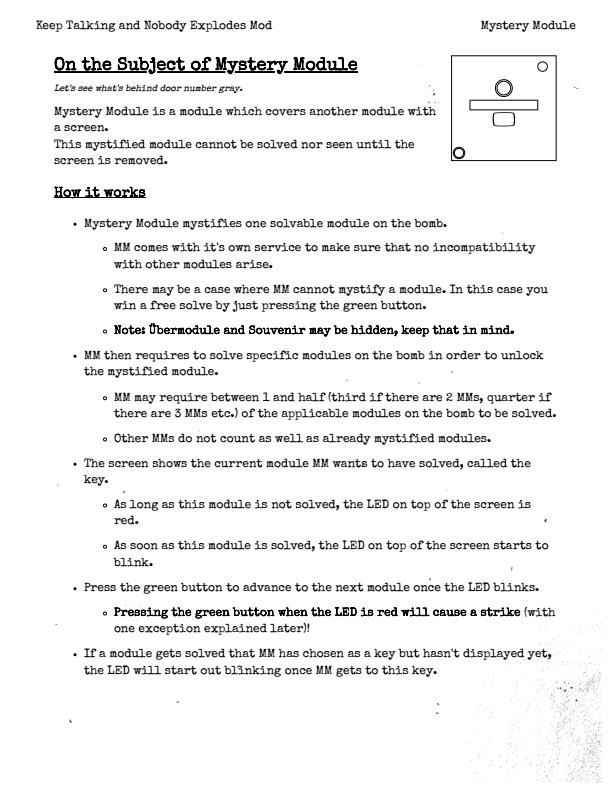 Keep Talking and Nobody Explodes Mod
Mystery Module
On the Subject of Mystery Module
Let's see what's behind door number gray.
Mystery Module is a module which covers another module with
a screen.
This mystified module cannot be solved nor seen until the
screen is removed.
How it works
• Mystery Module mystifies one solvable module on the bomb.
◦ MM comes with it's own service to make sure that no incompatibility
with other modules arise.
◦ There may be a case where MM cannot mystify a module. In this case you
win a free solve by just pressing the green button.
◦ Note: Übermodule and Souvenir may be hidden, keep that in mind.
• MM then requires to solve specific modules on the bomb in order to unlock
the mystified module.
◦ MM may require between 1 and half (third if there are 2 MMs, quarter if
there are 3 MMs etc.) of the applicable modules on the bomb to be solved.
◦ Other MMs do not count as well as already mystified modules.
• The screen shows the current module MM wants to have solved, called the
key.
◦ As long as this module is not solved, the LED on top of the screen is
red.
◦ As soon as this module is solved, the LED on top of the screen starts to
blink.
• Press the green button to advance to the next module once the LED blinks.
◦ Pressing the green button when the LED is red will cause a strike (with
one exception explained later)!
• If a module gets solved that MM has chosen as a key but hasn't displayed yet,
the LED will start out blinking once MM gets to this key.